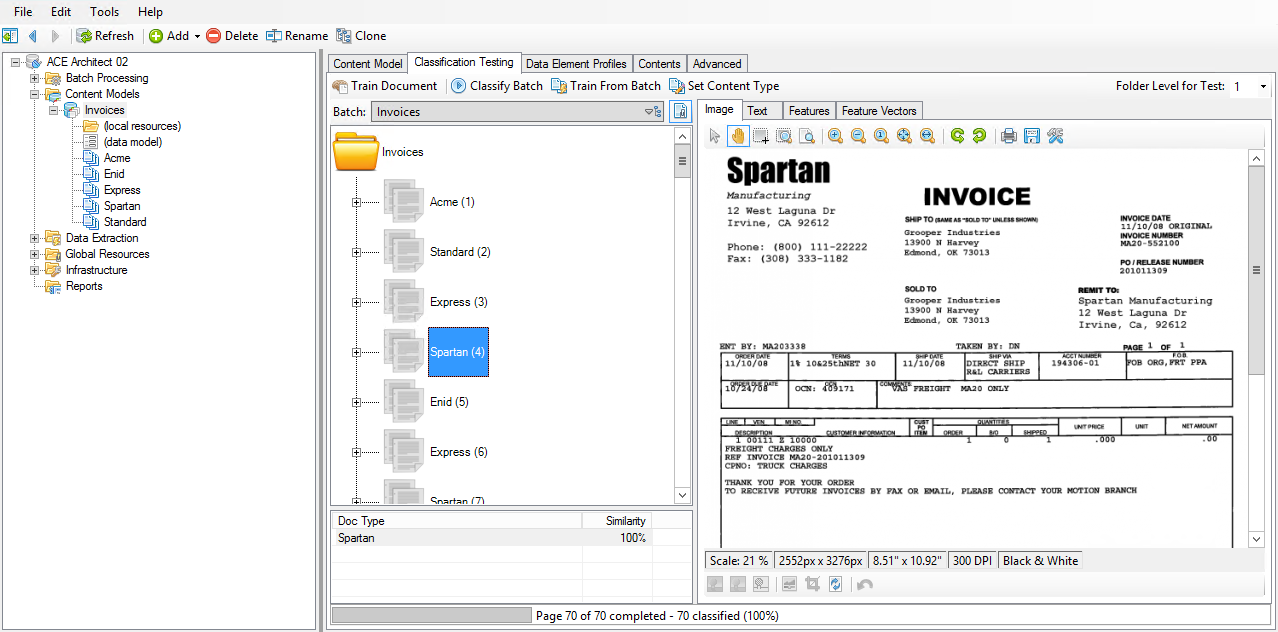 File Edit Tools Help
Refresh Add Delete Rename Clone
ACE Architect 02
Batch Processing
Content Models
Invoices
(local resources)
(data model)
Acme
Enid
Express
Spartan
Standard
Data Extraction
Global Resources
Infrastructure
Reports
Content Model Classification Testing Data Element Profiles Contents Advanced
Train Document Classify Batch Train From Batch Set Content Type Folder Level for Test: 1
Batch: Invoices
Invoices
Acme (1)
Standard (2)
Express (3)
Spartan (4)
Enid (5)
Express (6)
Spartan (7)
Doc Type Similarity
Spartan 100%
Image Text Features Feature Vectors
Spartan
Manufacturing
12 West Laguna Dr
Irvine, CA 92612
Phone: (800) 111-22222
Fax: (308) 333-1182
INVOICE
SHIP TO (SAME AS "SOLD TO" UNLESS SHOWN)
Grooper Industries
13900 N Harvey
Edmond, OK 73013
INVOICE DATE
11/10/08 ORIGINAL
INVOICE NUMBER
MA20-552100
PO / RELEASE NUMBER
201011309
SOLD TO
Grooper Industries
13900 N Harvey
Edmond, OK 73013
REMIT TO:
Spartan Manufacturing
12 West Laguna Dr
Irvine, Ca, 92612
ENT BY: MA203338 TAKEN BY: DN PAGE 1 OF 1
ORDER DATE TERMS SHIP DATE SHIP VIA ACCT NUMBER F.O.B.
11/10/08 1% 10&25thNET 30 11/10/08 DIRECT SHIP 194306-01 FOB ORG,FRT PPA
R&L CARRIERS
ORDER DUE DATE OCN COMMENTS
10/24/08 OCN: 409171 VAS FREIGHT MA20 ONLY
LINE VEN MI NO. CUST PO ITEM QUANTITIES UNIT PRICE UNIT NET AMOUNT
DESCRIPTION CUSTOMER INFORMATION ORDER B/O SHIPPED
1 00111 Z 10000 1 0 1 .000 .00
FREIGHT CHARGES ONLY
REF INVOICE MA20-201011309
CPNO: TRUCK CHARGES
THANK YOU FOR YOUR ORDER
TO RECEIVE FUTURE INVOICES BY FAX OR EMAIL, PLEASE CONTACT YOUR MOTION BRANCH
Scale: 21 % 2552px x 3276px 8.51" x 10.92" 300 DPI Black & White
Page 70 of 70 completed - 70 classified (100%)